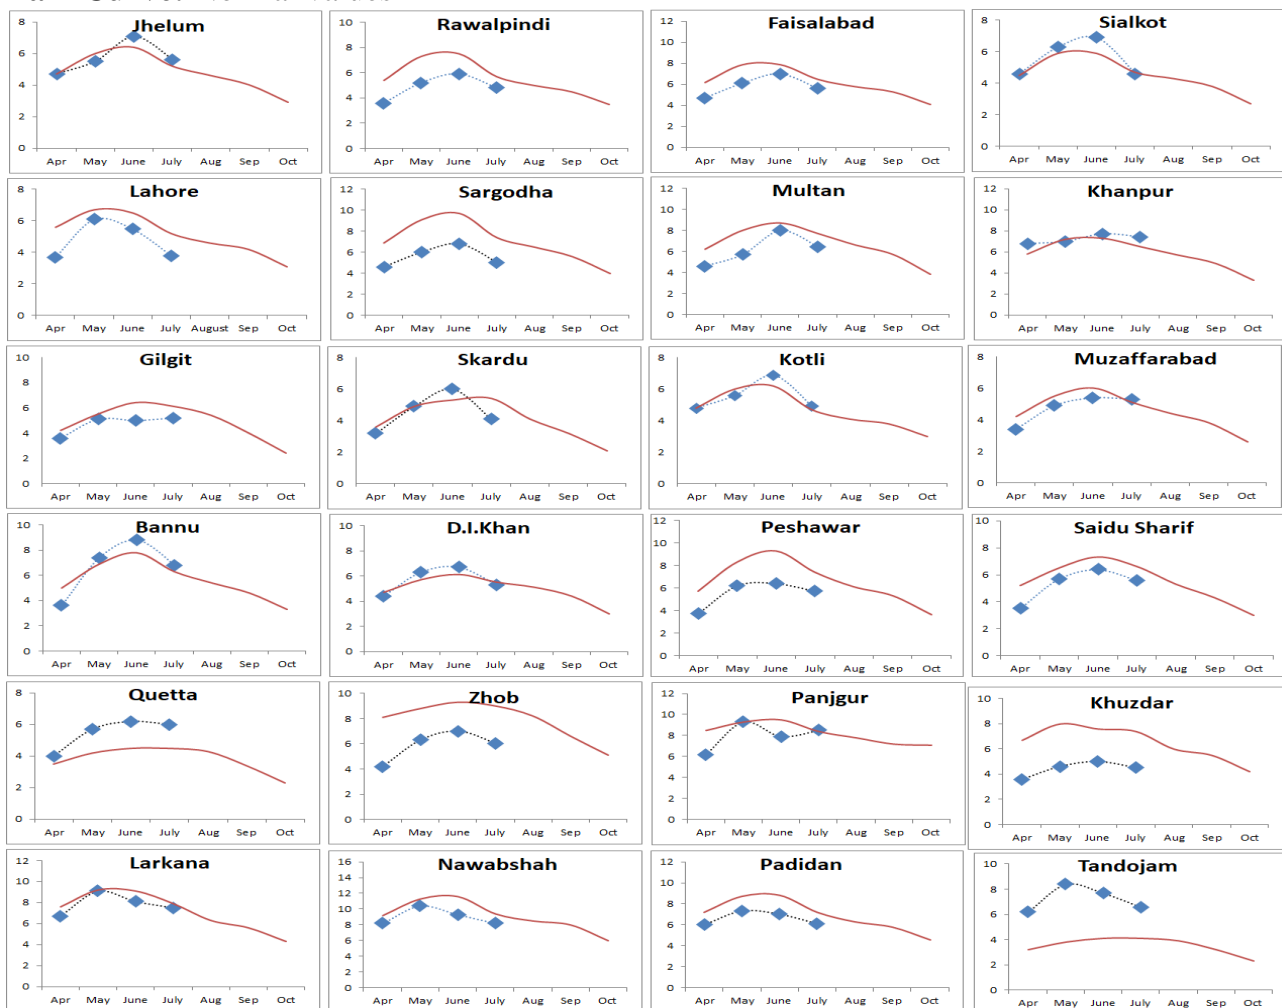 Jhelum
8 6 4 2 0
Apr May June July Aug Sep Oct
Rawalpindi
10 8 6 4 2 0
Apr May June July Aug Sep Oct
Faisalabad
12 10 8 6 4 2 0
Apr May June July Aug Sep Oct
Sialkot
8 6 4 2 0
Apr May June July Aug Sep Oct
Lahore
8 6 4 2 0
Apr May June July August Sep Oct
Sargodha
12 10 8 6 4 2 0
Apr May June July Aug Sep Oct
Multan
12 10 8 6 4 2 0
Apr May June July Aug Sep Oct
Khanpur
12 10 8 6 4 2 0
Apr May June July Aug Sep Oct
Gilgit
10 8 6 4 2 0
Apr May June July Aug Sep Oct
Skardu
8 6 4 2 0
Apr May June July Aug Sep Oct
Kotli
8 6 4 2 0
Apr May June July Aug Sep Oct
Muzaffarabad
8 6 4 2 0
Apr May June July Aug Sep Oct
Bannu
10 8 6 4 2 0
Apr May June July Aug Sep Oct
D.I.Khan
10 8 6 4 2 0
Apr May June July Aug Sep Oct
Peshawar
12 10 8 6 4 2 0
Apr May June July Aug Sep Oct
Saidu Sharif
10 8 6 4 2 0
Apr May June July Aug Sep Oct
Quetta
8 6 4 2 0
Apr May June July Aug Sep Oct
Zhob
10 8 6 4 2 0
Apr May June July Aug Sep Oct
Panjgur
12 10 8 6 4 2 0
Apr May June July Aug Sep Oct
Khuzdar
10 8 6 4 2 0
Apr May June July Aug Sep Oct
Larkana
12 10 8 6 4 2 0
Apr May June July Aug Sep Oct
Nawabshah
16 14 12 10 8 6 4 2 0
Apr May June July Aug Sep Oct
Padidan
12 10 8 6 4 2 0
Apr May June July Aug Sep Oct
Tandojam
10 8 6 4 2 0
Apr May June July Aug Sep Oct